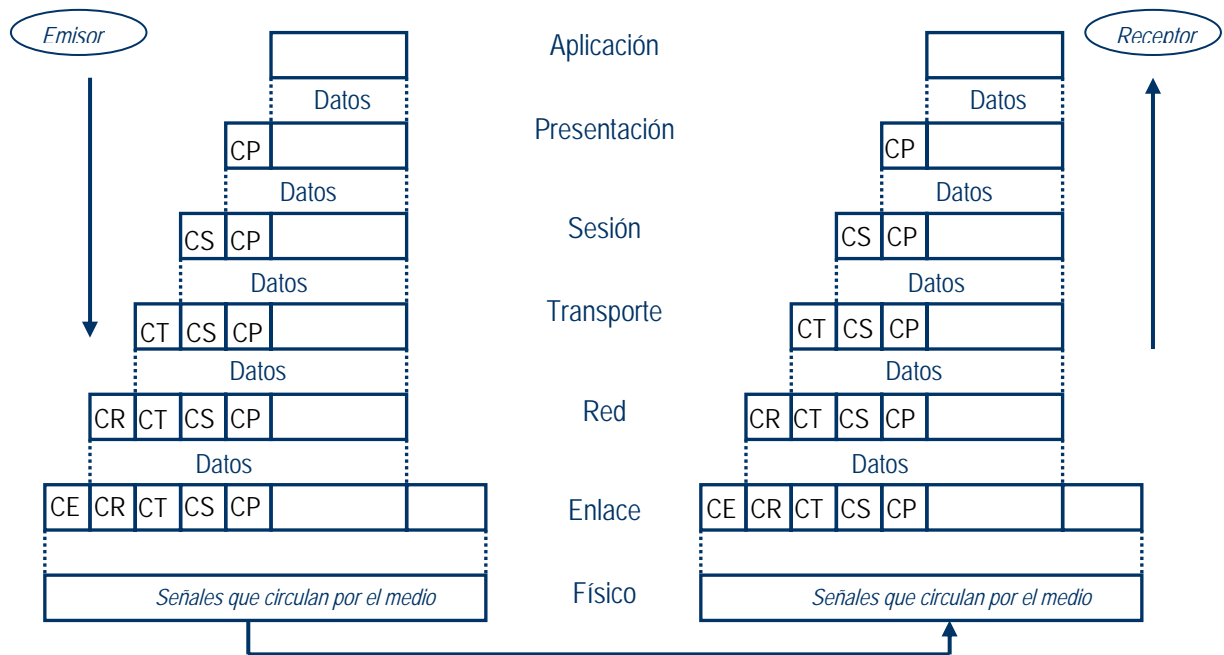 Emisor
Aplicación
Receptor
Datos
Datos
Presentación
CP
CP
Datos
Datos
Sesión
CS CP
CS CP
Datos
Datos
Transporte
CT CS CP
CT CS CP
Datos
Datos
Red
CR CT CS CP
CR CT CS CP
Datos
Datos
Enlace
CE CR CT CS CP
CE CR CT CS CP
Físico
Señales que circulan por el medio
Señales que circulan por el medio